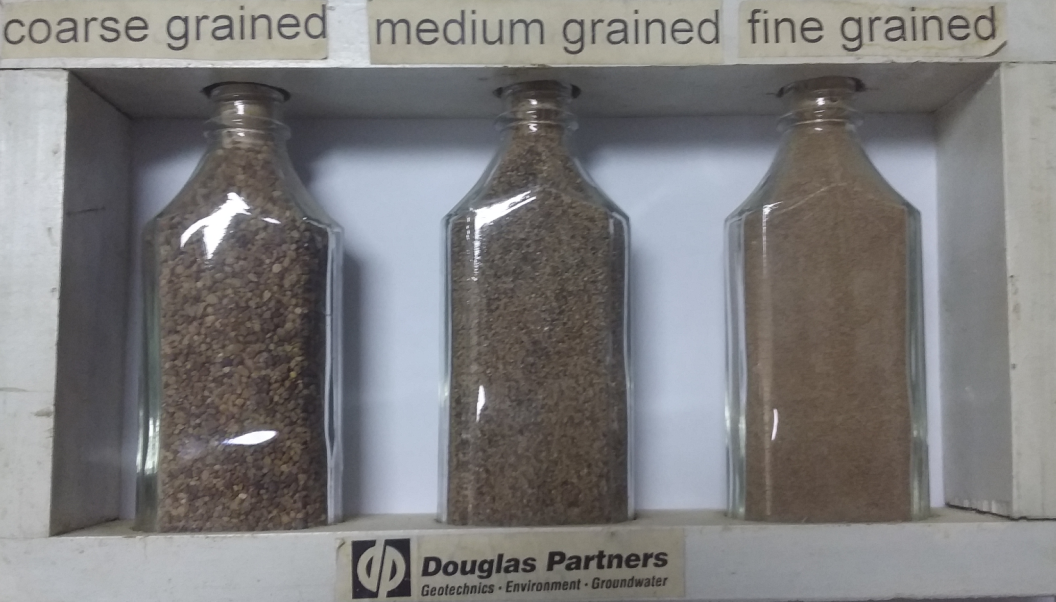 coarse grained
medium grained
fine grained
Douglas Partners
Geotechnics · Environment · Groundwater